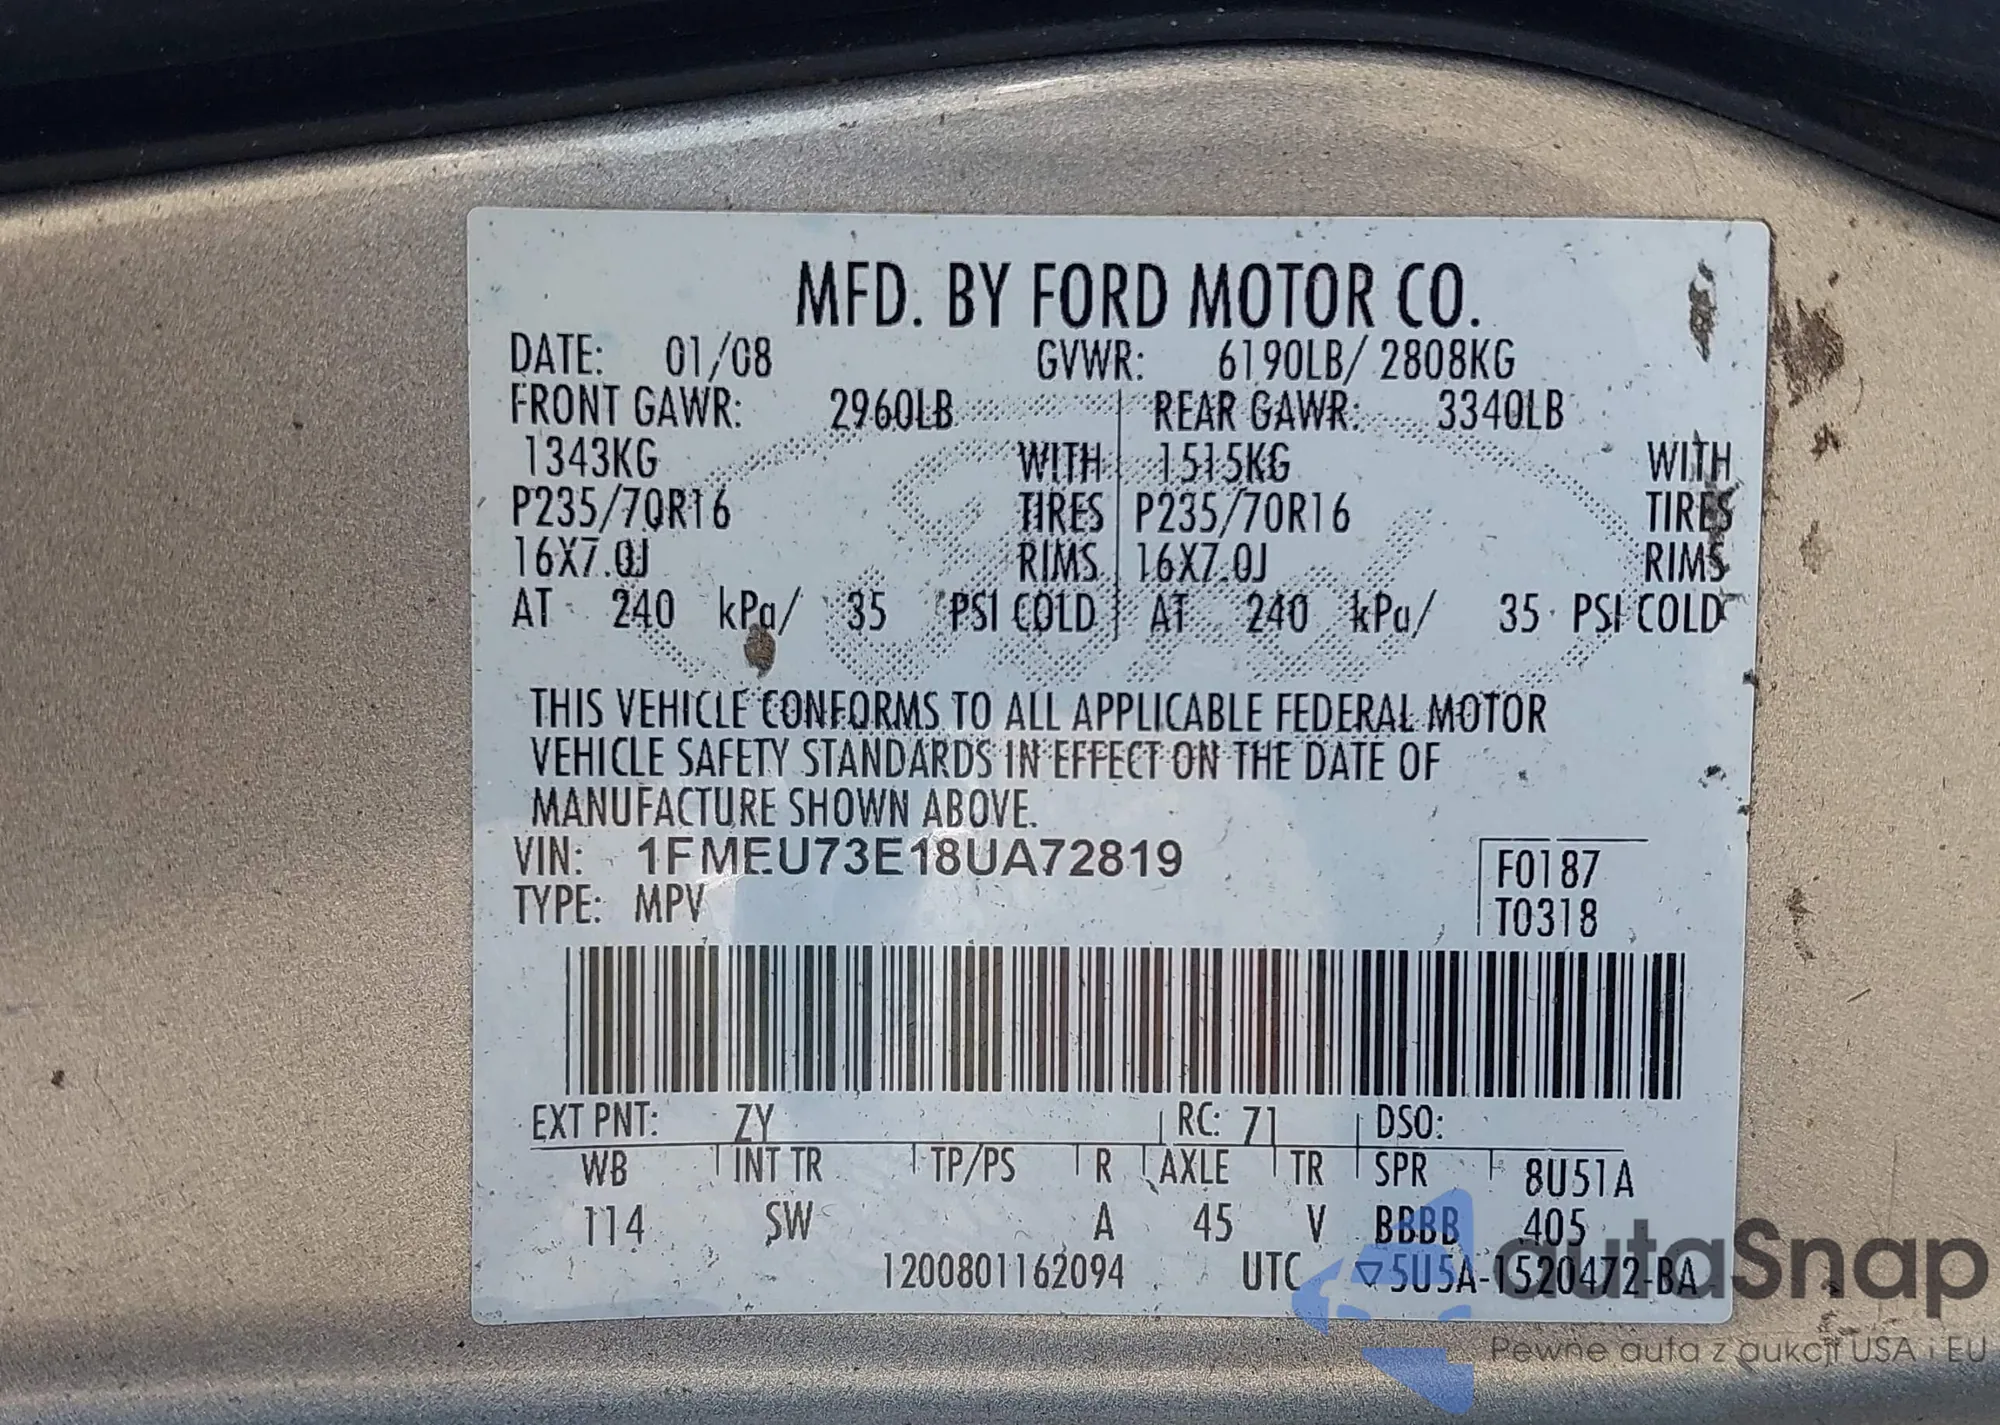 MFD. BY FORD MOTOR CO.
DATE: 01/08 GVWR: 6190LB/ 2808KG
FRONT GAWR: 2960LB REAR GAWR: 3340LB
1343KG WITH 1515KG WITH
P235/70R16 TIRES P235/70R16 TIRES
16X7.0J RIMS 16X7.0J RIMS
AT 240 kPa/ 35 PSI COLD AT 240 kPa/ 35 PSI COLD
THIS VEHICLE CONFORMS TO ALL APPLICABLE FEDERAL MOTOR
VEHICLE SAFETY STANDARDS IN EFFECT ON THE DATE OF
MANUFACTURE SHOWN ABOVE.
VIN: 1FMEU73E18UA72819 F0187
TYPE: MPV T0318
EXT PNT: ZY RC: 71 DSO:
WB INT TR TP/PS R AXLE TR SPR 8U51A
114 SW A 45 V BBBB 405
1200801162094 UTC ▽5U5A-1520472-BA
autaSnap
Pewne auta z aukcji USA i EU